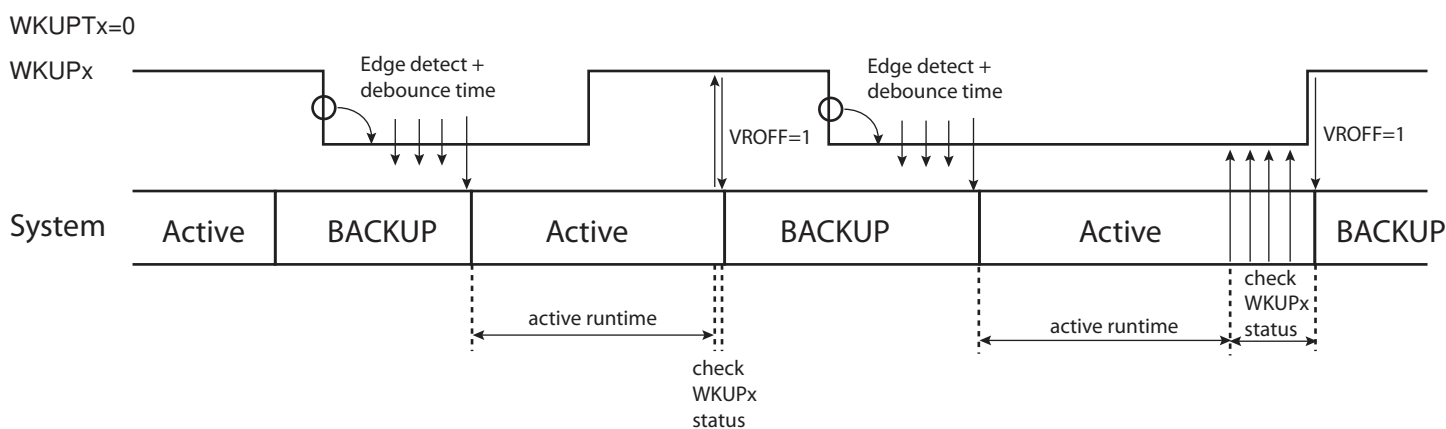 WKUPTx=0
WKUPx
Edge detect +
debounce time
VROFF=1
Edge detect +
debounce time
VROFF=1
System
Active
BACKUP
Active
BACKUP
Active
BACKUP
active runtime
check
WKUPx
status
active runtime
check
WKUPx
status